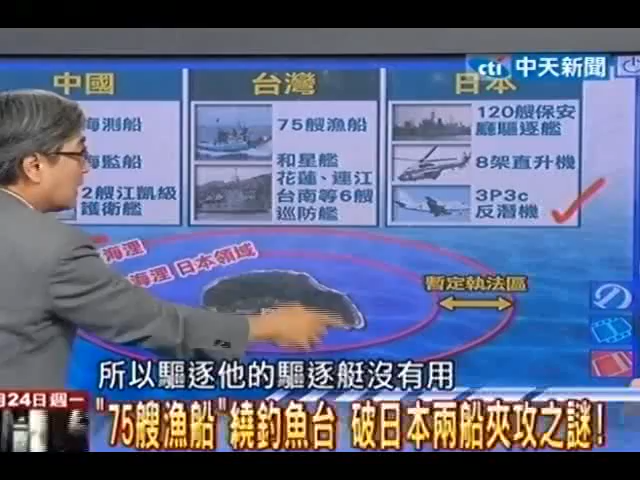 cti 中天新聞
中國
海測船
海監船
2艘江凱級
護衛艦
台灣
75艘漁船
和星艦
花蓮、連江
台南等6艘
巡防艦
日本
120艘保安
廳驅逐艦
8架直升機
3P3c
反潛機
海浬
海浬 日本領域
暫定執法區
所以驅逐他的驅逐艇沒有用
月24日週一
"75艘漁船"繞釣魚台 破日本兩船夾攻之謎!